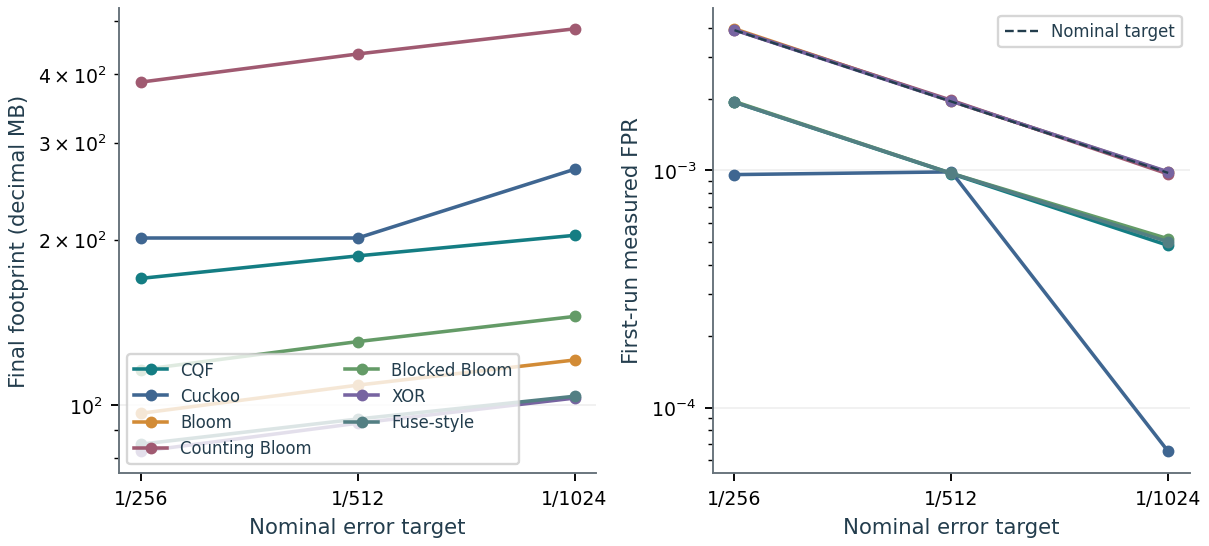 Final footprint (decimal MB)
4 × 10²
3 × 10²
2 × 10²
10²
CQF
Cuckoo
Bloom
Counting Bloom
Blocked Bloom
XOR
Fuse-style
1/256
1/512
1/1024
Nominal error target
First-run measured FPR
10⁻³
10⁻⁴
Nominal target
1/256
1/512
1/1024
Nominal error target